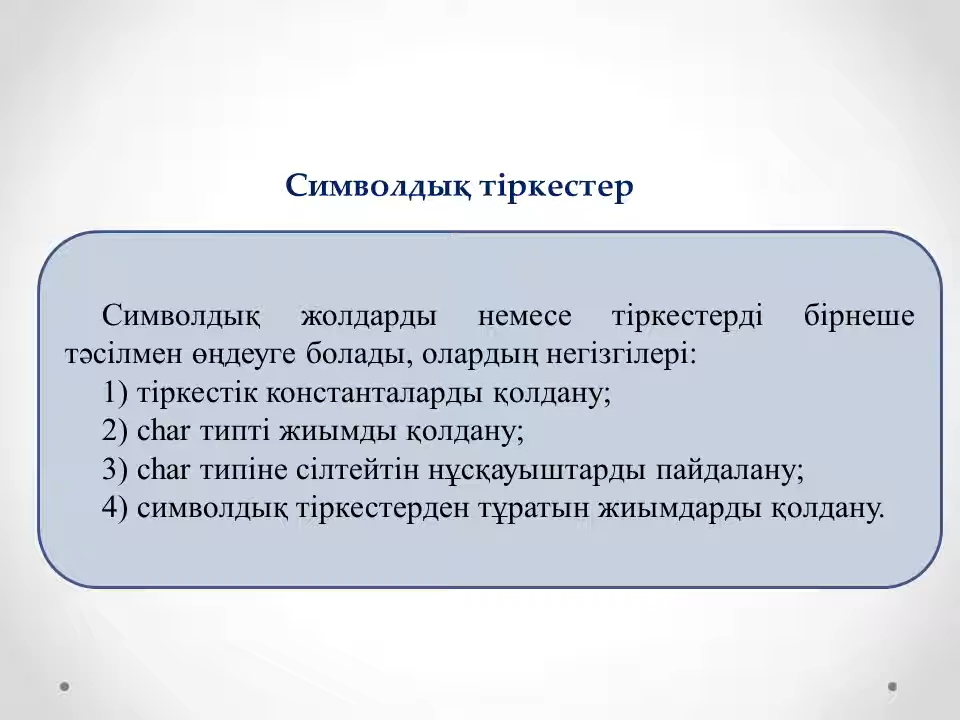 Символдық тіркестер
Символдық жолдарды немесе тіркестерді бірнеше
тәсілмен өңдеуге болады, олардың негізгілері:
1) тіркестік константаларды қолдану;
2) char типті жиымды қолдану;
3) char типіне сілтейтін нұсқауыштарды пайдалану;
4) символдық тіркестерден тұратын жиымдарды қолдану.